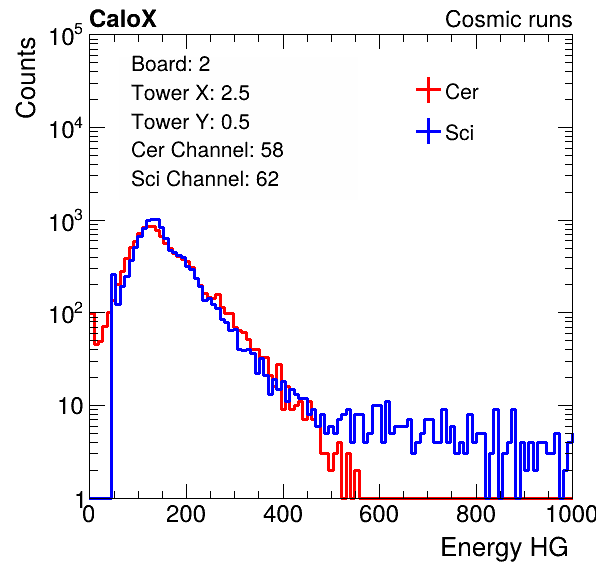 CaloX
Cosmic runs
Counts
10^5
10^4
10^3
10^2
10
1
Board: 2
Tower X: 2.5
Tower Y: 0.5
Cer Channel: 58
Sci Channel: 62
Cer
Sci
0 200 400 600 800 1000
Energy HG